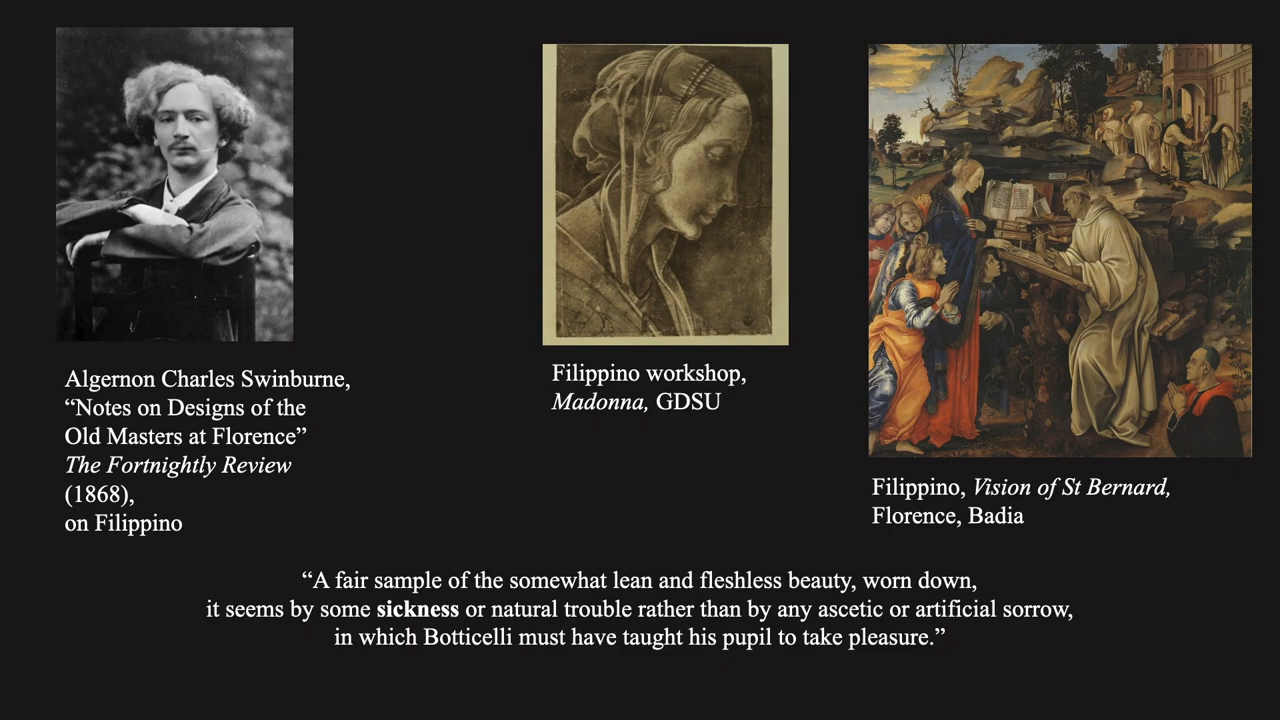 Algernon Charles Swinburne,
“Notes on Designs of the
Old Masters at Florence”
The Fortnightly Review
(1868),
on Filippino
Filippino workshop,
Madonna, GDSU
Filippino, Vision of St Bernard,
Florence, Badia
“A fair sample of the somewhat lean and fleshless beauty, worn down,
it seems by some sickness or natural trouble rather than by any ascetic or artificial sorrow,
in which Botticelli must have taught his pupil to take pleasure.”